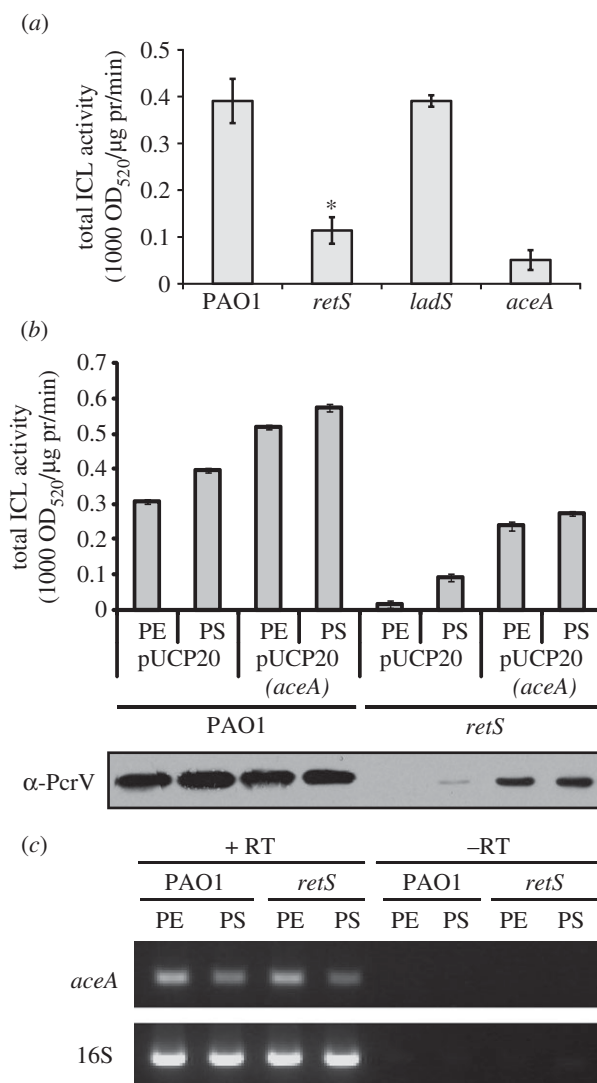 (a)
total ICL activity
(1000 OD520/µg pr/min)
0.5
0.4
0.3
0.2
0.1
0
*
PAO1 retS ladS aceA
(b)
total ICL activity
(1000 OD520/µg pr/min)
0.7
0.6
0.5
0.4
0.3
0.2
0.1
0
PE PS PE PS PE PS PE PS
pUCP20 pUCP20 pUCP20 pUCP20
(aceA) (aceA)
PAO1 retS
α-PcrV
(c)
+ RT –RT
PAO1 retS PAO1 retS
PE PS PE PS PE PS PE PS
aceA
16S